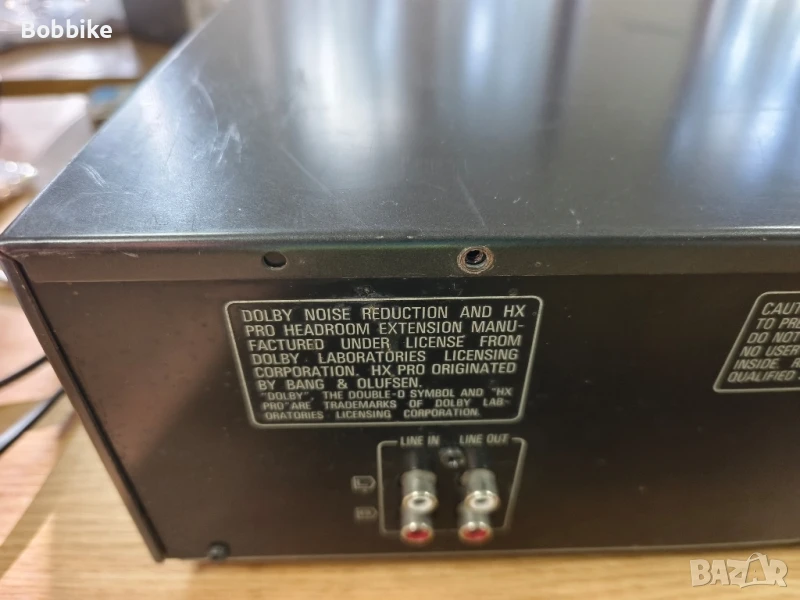 Bobbike
DOLBY NOISE REDUCTION AND HX
PRO HEADROOM EXTENSION MANU-
FACTURED UNDER LICENSE FROM
DOLBY LABORATORIES LICENSING
CORPORATION. HX PRO ORIGINATED
BY BANG & OLUFSEN.
"DOLBY", THE DOUBLE-D SYMBOL AND "HX
PRO" ARE TRADEMARKS OF DOLBY LAB-
ORATORIES LICENSING CORPORATION.
CAUT
TO PRE
DO NOT
NO USER
INSIDE. R
QUALIFIED
LINE IN LINE OUT
L
R
BAZAR